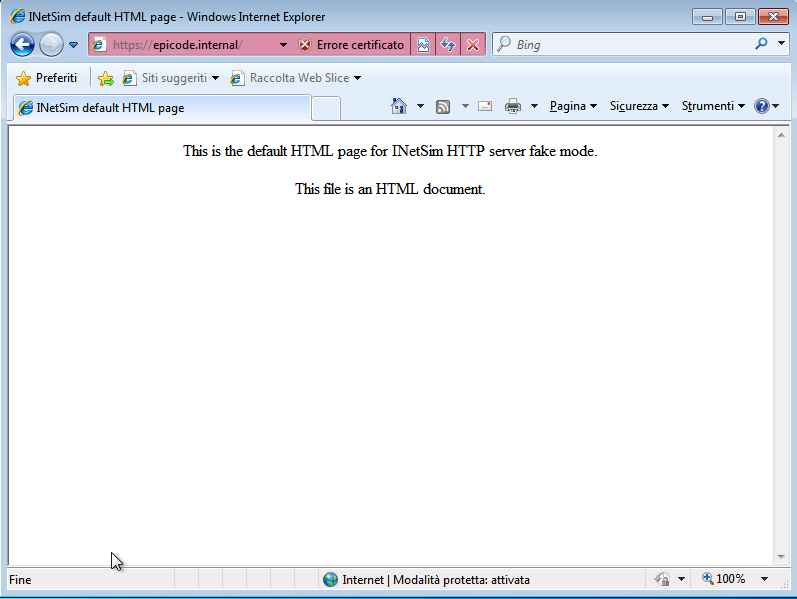 INetSim default HTML page - Windows Internet Explorer
https://epicode.internal/ Errore certificato Bing
Preferiti Siti suggeriti Raccolta Web Slice
INetSim default HTML page Pagina Sicurezza Strumenti
This is the default HTML page for INetSim HTTP server fake mode.
This file is an HTML document.
Fine Internet | Modalità protetta: attivata 100%